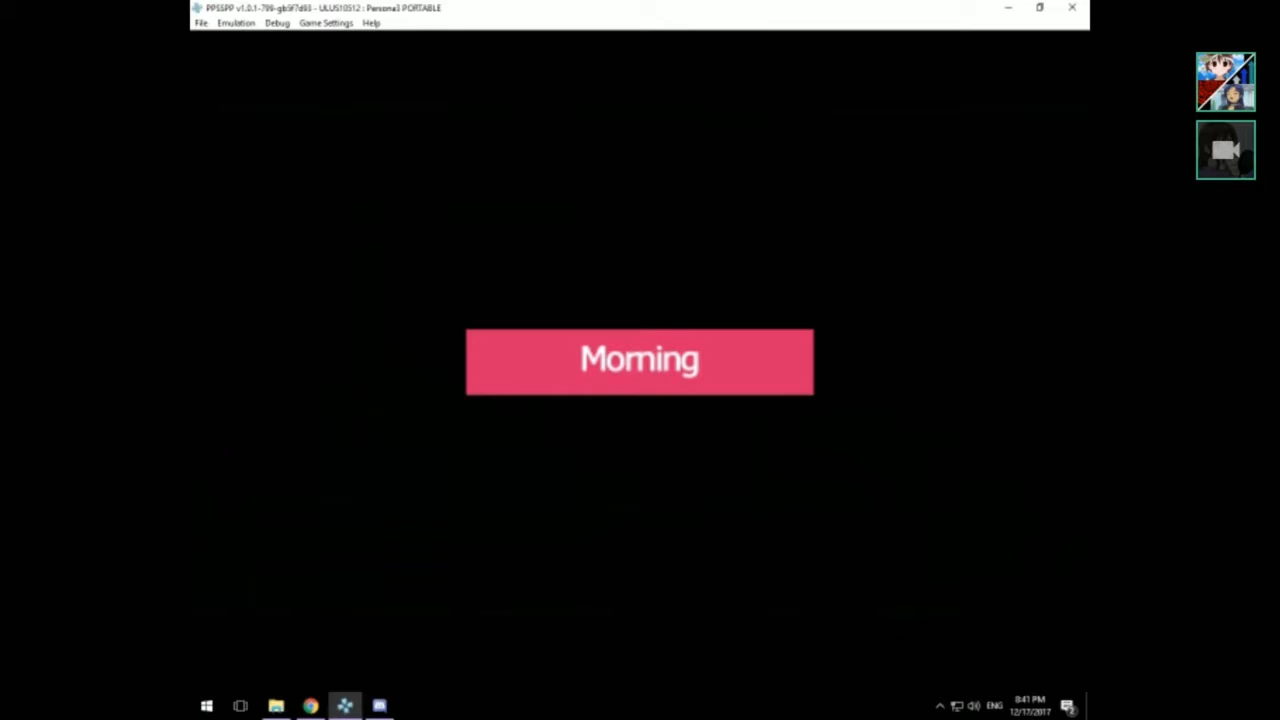 PPSSPP v1.0.1-799-gb9f7d93 - ULUS10512 : Persona3 PORTABLE
File Emulation Debug Game Settings Help
Morning
ENG
8:41 PM
12/17/2017